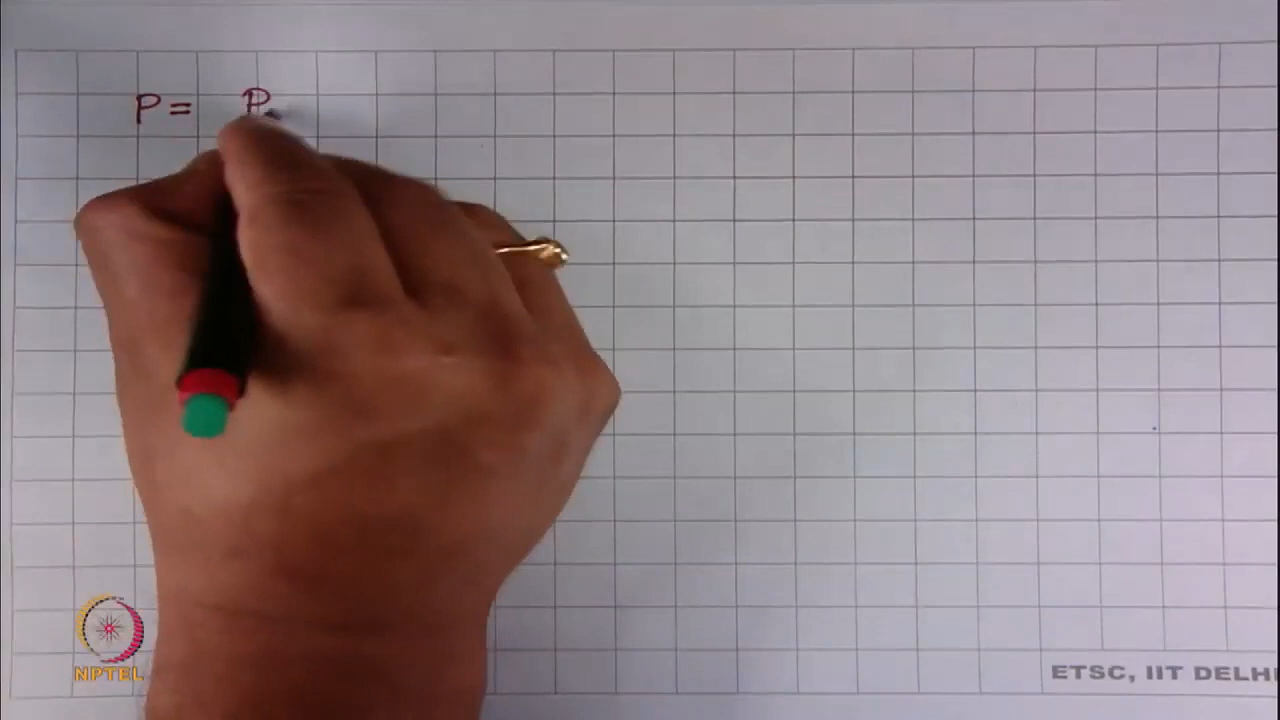 P = P
NPTEL
ETSC, IIT DELHI